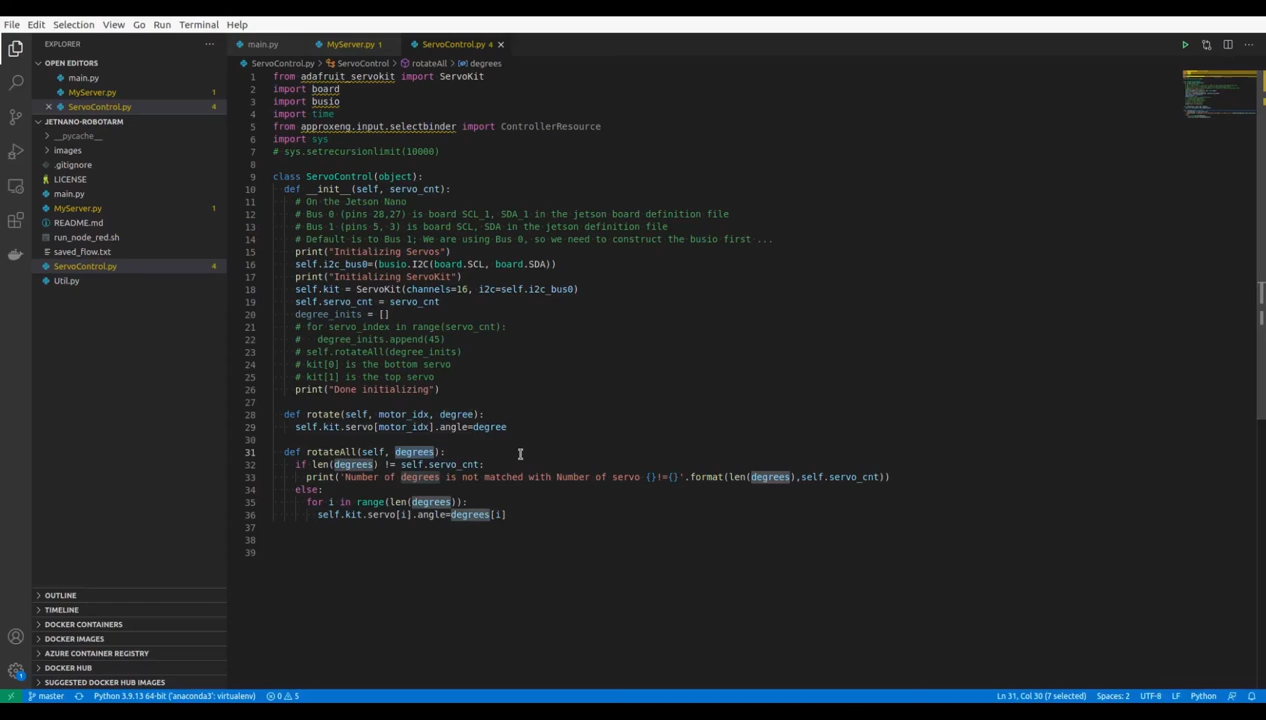 File Edit Selection View Go Run Terminal Help
EXPLORER ···
OPEN EDITORS
main.py
MyServer.py 1
ServoControl.py 4
JETNANO-ROBOTARM
__pycache__
images
.gitignore
LICENSE
main.py
MyServer.py 1
README.md
run_node_red.sh
saved_flow.txt
ServoControl.py 4
Util.py
OUTLINE
TIMELINE
DOCKER CONTAINERS
DOCKER IMAGES
AZURE CONTAINER REGISTRY
DOCKER HUB
SUGGESTED DOCKER HUB IMAGES
main.py MyServer.py 1 ServoControl.py 4
ServoControl.py > ServoControl > rotateAll > degrees
1 from adafruit_servokit import ServoKit
2 import board
3 import busio
4 import time
5 from approxeng.input.selectbinder import ControllerResource
6 import sys
7 # sys.setrecursionlimit(10000)
8
9 class ServoControl(object):
10 def __init__(self, servo_cnt):
11 # On the Jetson Nano
12 # Bus 0 (pins 28,27) is board SCL_1, SDA_1 in the jetson board definition file
13 # Bus 1 (pins 5, 3) is board SCL, SDA in the jetson definition file
14 # Default is to Bus 1; We are using Bus 0, so we need to construct the busio first ...
15 print("Initializing Servos")
16 self.i2c_bus0=(busio.I2C(board.SCL, board.SDA))
17 print("Initializing ServoKit")
18 self.kit = ServoKit(channels=16, i2c=self.i2c_bus0)
19 self.servo_cnt = servo_cnt
20 degree_inits = []
21 # for servo_index in range(servo_cnt):
22 # degree_inits.append(45)
23 # self.rotateAll(degree_inits)
24 # kit[0] is the bottom servo
25 # kit[1] is the top servo
26 print("Done initializing")
27
28 def rotate(self, motor_idx, degree):
29 self.kit.servo[motor_idx].angle=degree
30
31 def rotateAll(self, degrees):
32 if len(degrees) != self.servo_cnt:
33 print('Number of degrees is not matched with Number of servo {}!={}'.format(len(degrees),self.servo_cnt))
34 else:
35 for i in range(len(degrees)):
36 self.kit.servo[i].angle=degrees[i]
37
38
39
master Python 3.9.13 64-bit ('anaconda3': virtualenv) 0 5 Ln 31, Col 30 (7 selected) Spaces: 2 UTF-8 LF Python